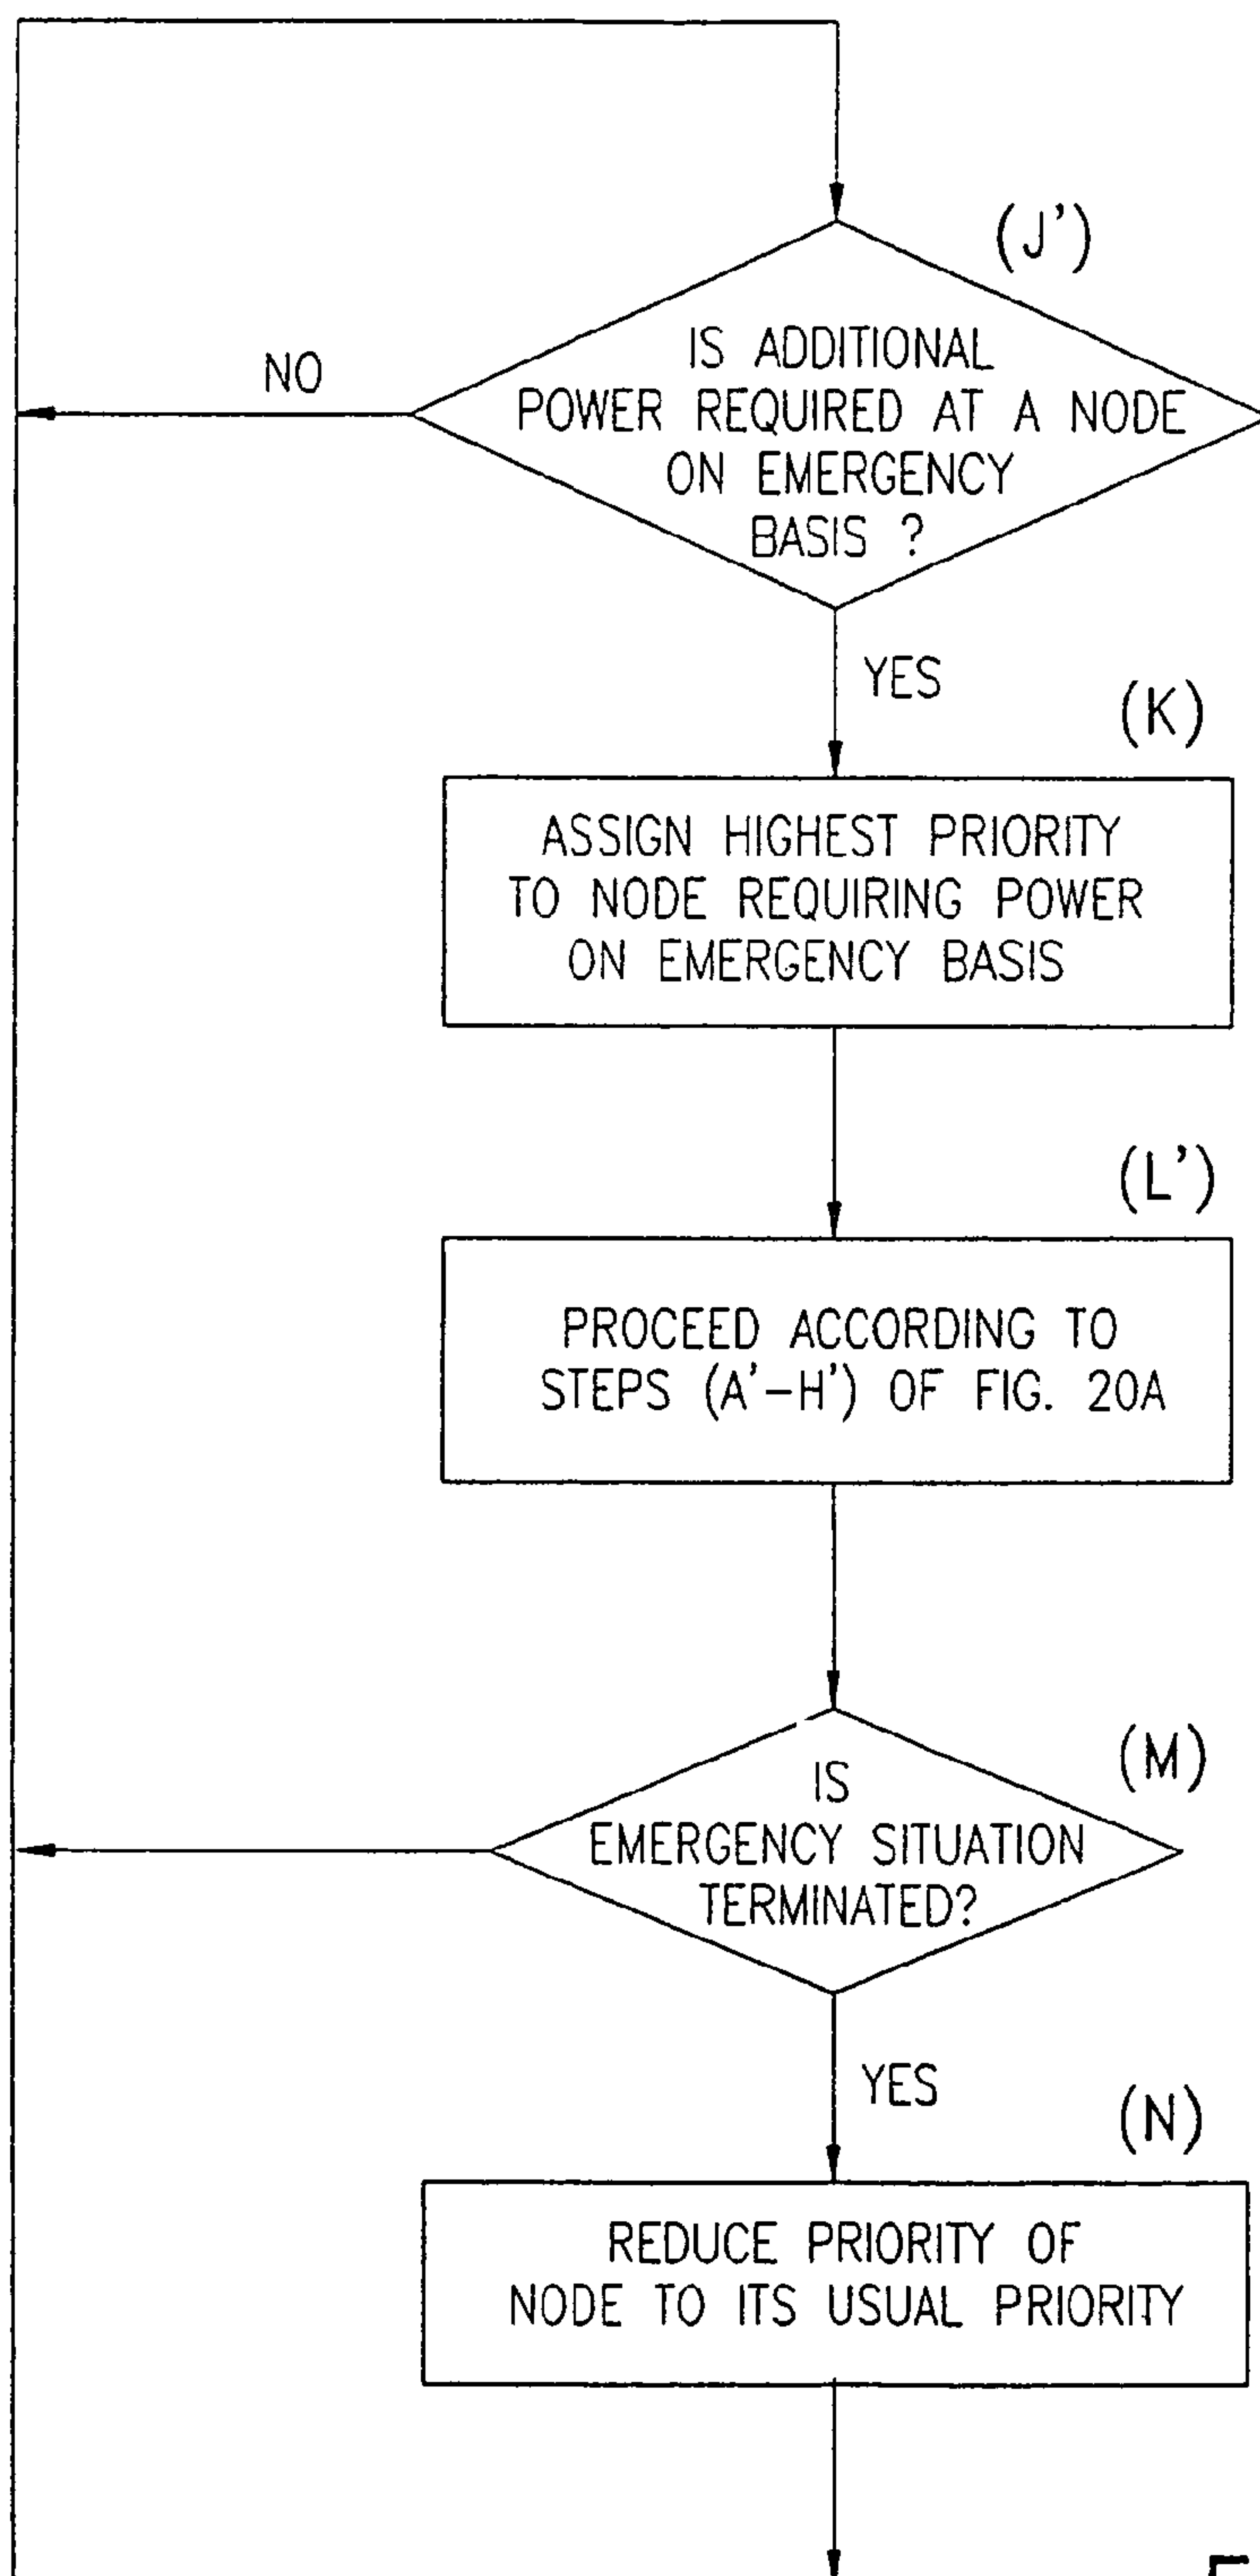 (J')
IS ADDITIONAL
POWER REQUIRED AT A NODE
ON EMERGENCY
BASIS ?
NO
YES
(K)
ASSIGN HIGHEST PRIORITY
TO NODE REQUIRING POWER
ON EMERGENCY BASIS
(L')
PROCEED ACCORDING TO
STEPS (A'-H') OF FIG. 20A
(M)
IS
EMERGENCY SITUATION
TERMINATED?
YES
(N)
REDUCE PRIORITY OF
NODE TO ITS USUAL PRIORITY